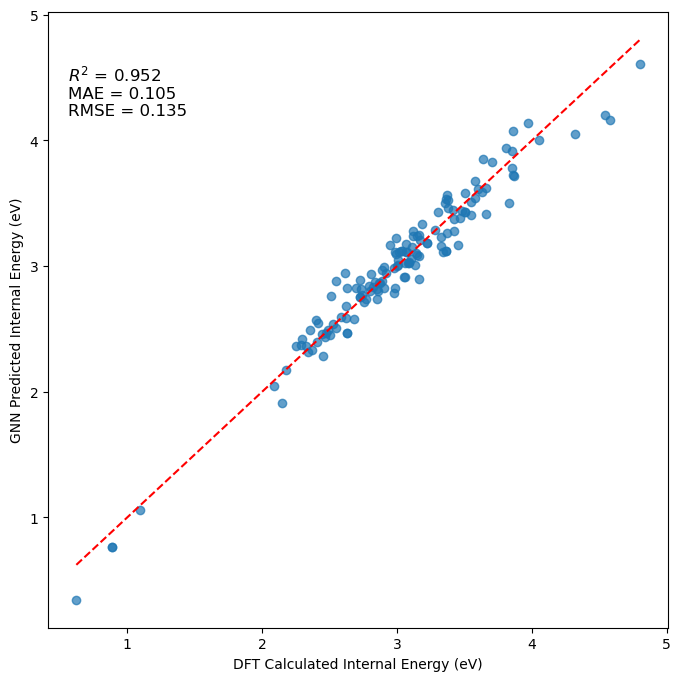 5
4
3
2
1
R² = 0.952
MAE = 0.105
RMSE = 0.135
GNN Predicted Internal Energy (eV)
1 2 3 4 5
DFT Calculated Internal Energy (eV)